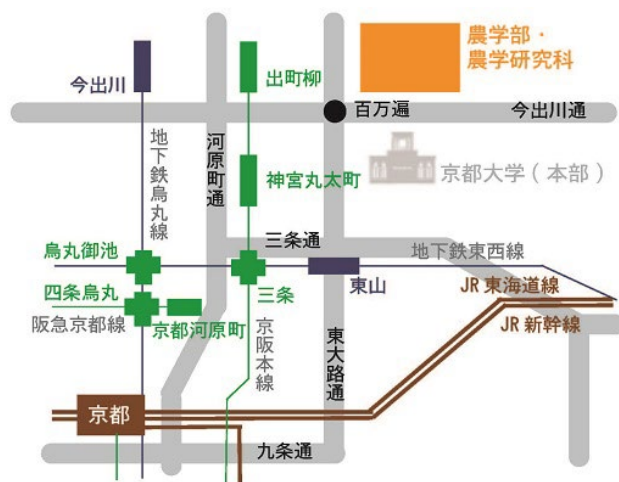 農学部・
農学研究科
今出川
出町柳
百万遍
今出川通
地下鉄烏丸線
河原町通
神宮丸太町
京都大学(本部)
三条通
烏丸御池
地下鉄東西線
四条烏丸
三条
東山
JR東海道線
阪急京都線
京都河原町
JR新幹線
京阪本線
東大路通
京都
九条通